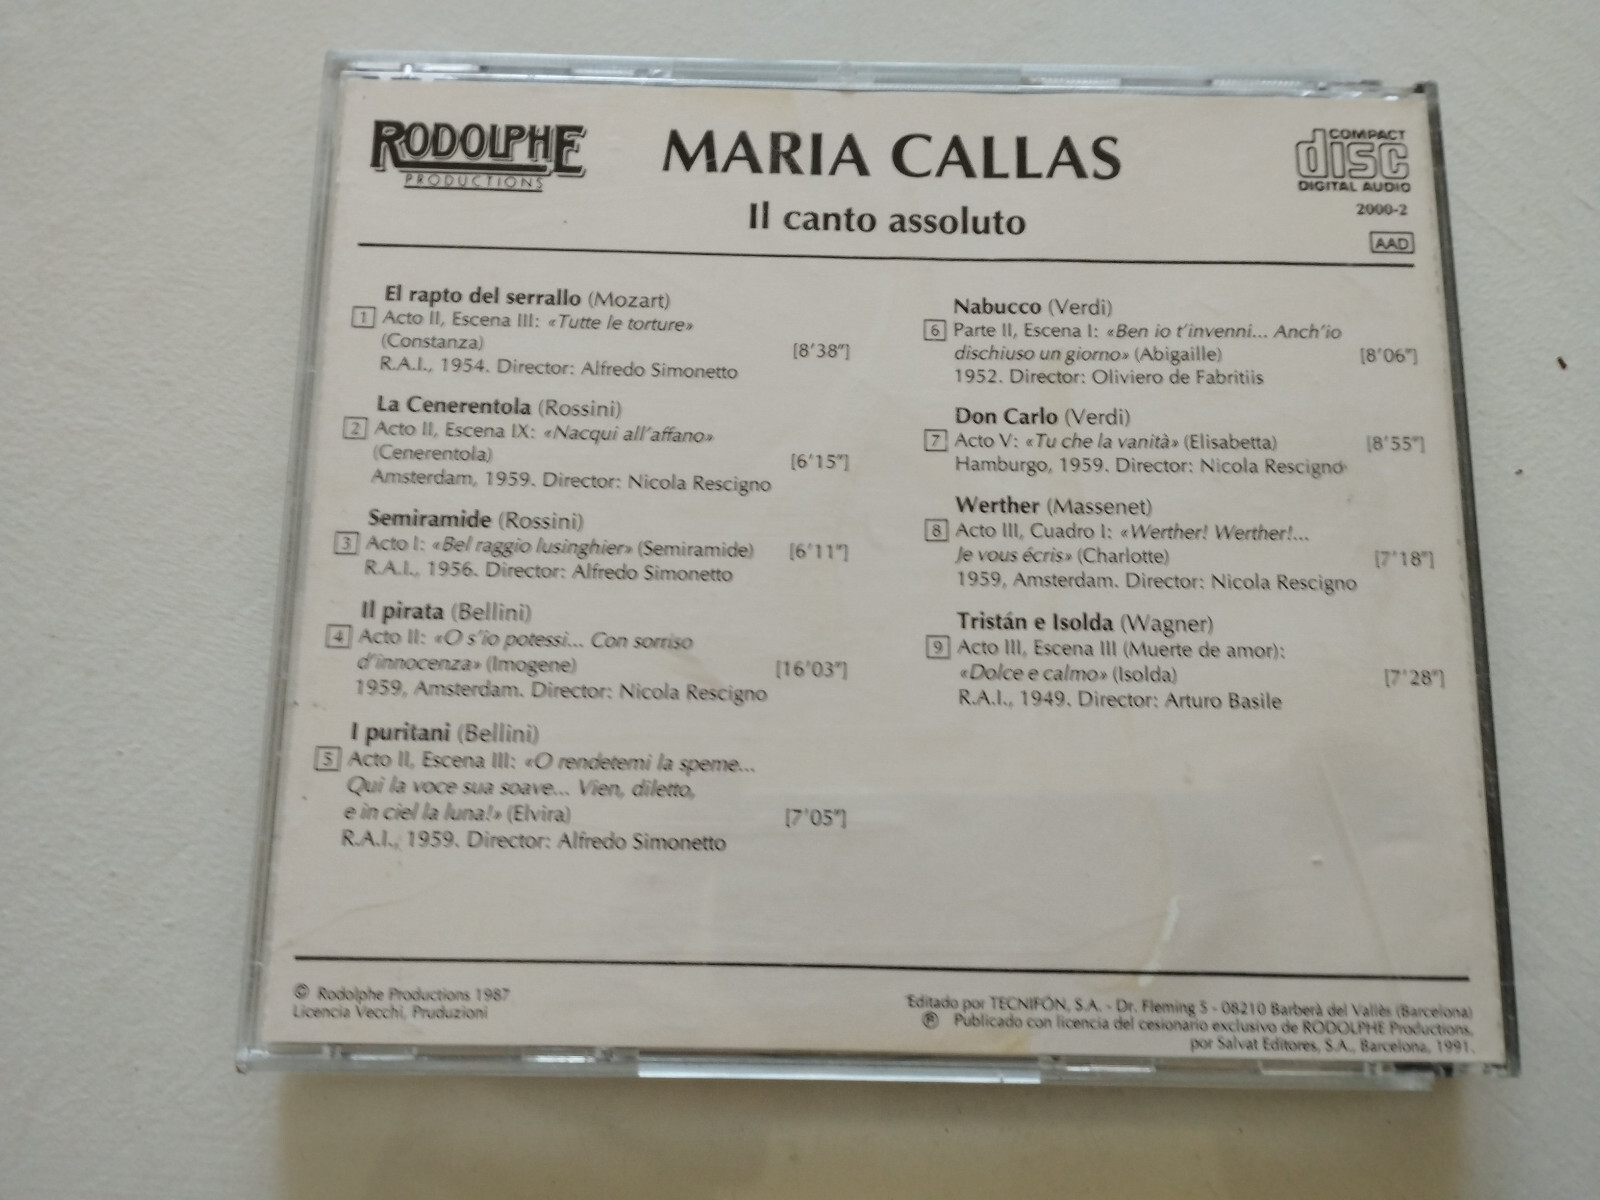 RODOLPHE
PRODUCTIONS
MARIA CALLAS
Il canto assoluto
COMPACT
disc
DIGITAL AUDIO
2000-2
AAD
El rapto del serrallo (Mozart)
1 Acto II, Escena III: «Tutte le torture»
(Constanza) [8'38"]
R.A.I., 1954. Director: Alfredo Simonetto
La Cenerentola (Rossini)
2 Acto II, Escena IX: «Nacqui all'affano»
(Cenerentola) [6'15"]
Amsterdam, 1959. Director: Nicola Rescigno
Semiramide (Rossini)
3 Acto I: «Bel raggio lusinghier» (Semiramide) [6'11"]
R.A.I., 1956. Director: Alfredo Simonetto
Il pirata (Bellini)
4 Acto II: «O s'io potessi... Con sorriso
d'innocenza» (Imogene) [16'03"]
1959, Amsterdam. Director: Nicola Rescigno
I puritani (Bellini)
5 Acto II, Escena III: «O rendetemi la speme...
Qui la voce sua soave... Vien, diletto,
e in ciel la luna!» (Elvira) [7'05"]
R.A.I., 1959. Director: Alfredo Simonetto
Nabucco (Verdi)
6 Parte II, Escena I: «Ben io t'invenni... Anch'io
dischiuso un giorno» (Abigaille) [8'06"]
1952. Director: Oliviero de Fabritiis
Don Carlo (Verdi)
7 Acto V: «Tu che la vanità» (Elisabetta) [8'55"]
Hamburgo, 1959. Director: Nicola Rescigno
Werther (Massenet)
8 Acto III, Cuadro I: «Werther! Werther!...
Je vous écris» (Charlotte) [7'18"]
1959, Amsterdam. Director: Nicola Rescigno
Tristán e Isolda (Wagner)
9 Acto III, Escena III (Muerte de amor):
«Dolce e calmo» (Isolda) [7'28"]
R.A.I., 1949. Director: Arturo Basile
© Rodolphe Productions 1987
Licencia Vecchi, Pruduzioni
Editado por TECNIFÓN, S.A. - Dr. Fleming 5 - 08210 Barberà del Vallès (Barcelona)
℗ Publicado con licencia del cesionario exclusivo de RODOLPHE Productions,
por Salvat Editores, S.A., Barcelona, 1991.